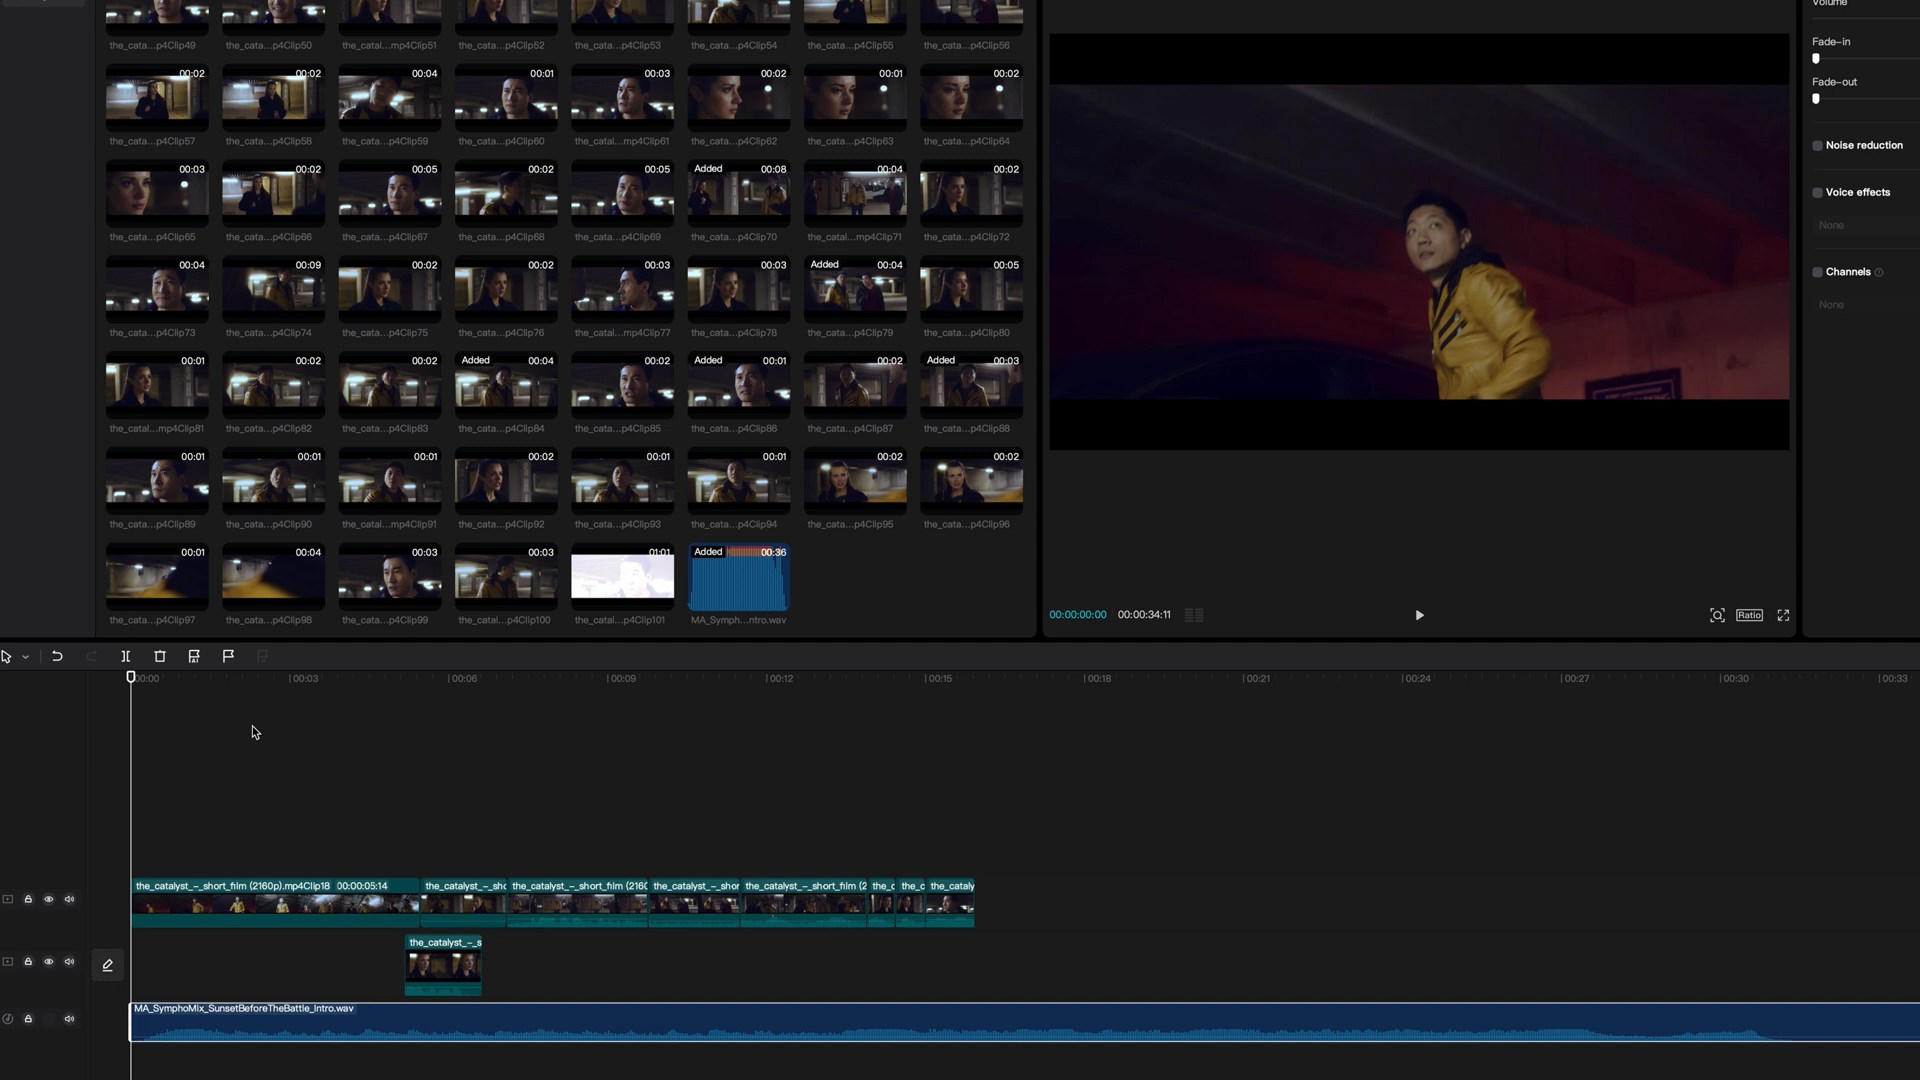 Volume
the_cata...p4Clip49
the_cata...p4Clip50
the_catal...mp4Clip51
the_cata...p4Clip52
the_cata...p4Clip53
the_cata...p4Clip54
the_cata...p4Clip55
the_cata...p4Clip56
Fade-in
Fade-out
00:02
00:02
00:04
00:01
00:03
00:02
00:01
00:02
the_cata...p4Clip57
the_cata...p4Clip58
the_cata...p4Clip59
the_cata...p4Clip60
the_catal...mp4Clip61
the_cata...p4Clip62
the_cata...p4Clip63
the_cata...p4Clip64
Noise reduction
00:03
00:02
00:05
00:02
00:05
Added 00:08
00:04
00:02
Voice effects
None
the_cata...p4Clip65
the_cata...p4Clip66
the_cata...p4Clip67
the_cata...p4Clip68
the_cata...p4Clip69
the_cata...p4Clip70
the_catal...mp4Clip71
the_cata...p4Clip72
00:04
00:09
00:02
00:02
00:03
00:03
Added 00:04
00:05
Channels
None
the_cata...p4Clip73
the_cata...p4Clip74
the_cata...p4Clip75
the_cata...p4Clip76
the_catal...mp4Clip77
the_cata...p4Clip78
the_cata...p4Clip79
the_cata...p4Clip80
00:01
00:02
00:02
Added 00:04
00:02
Added 00:01
00:02
Added 00:03
the_catal...mp4Clip81
the_cata...p4Clip82
the_cata...p4Clip83
the_cata...p4Clip84
the_cata...p4Clip85
the_cata...p4Clip86
the_cata...p4Clip87
the_cata...p4Clip88
00:01
00:01
00:01
00:02
00:01
00:01
00:02
00:02
the_cata...p4Clip89
the_cata...p4Clip90
the_catal...mp4Clip91
the_cata...p4Clip92
the_cata...p4Clip93
the_cata...p4Clip94
the_cata...p4Clip95
the_cata...p4Clip96
00:01
00:04
00:03
00:03
01:01
Added 00:36
the_cata...p4Clip97
the_cata...p4Clip98
the_cata...p4Clip99
the_catal...p4Clip100
the_catal...p4Clip101
MA_Symph...ntro.wav
00:00:00:00 00:00:34:11
Ratio
00:00 00:03 00:06 00:09 00:12 00:15 00:18 00:21 00:24 00:27 00:30 00:33
the_catalyst_-_short_film (2160p).mp4Clip18 00:00:05:14
the_catalyst_-_sho
the_catalyst_-_short_film (2160
the_catalyst_-_shor
the_catalyst_-_short_film (2
the_c
the_c
the_cataly
the_catalyst_-_s
MA_SymphoMix_SunsetBeforeTheBattle_Intro.wav